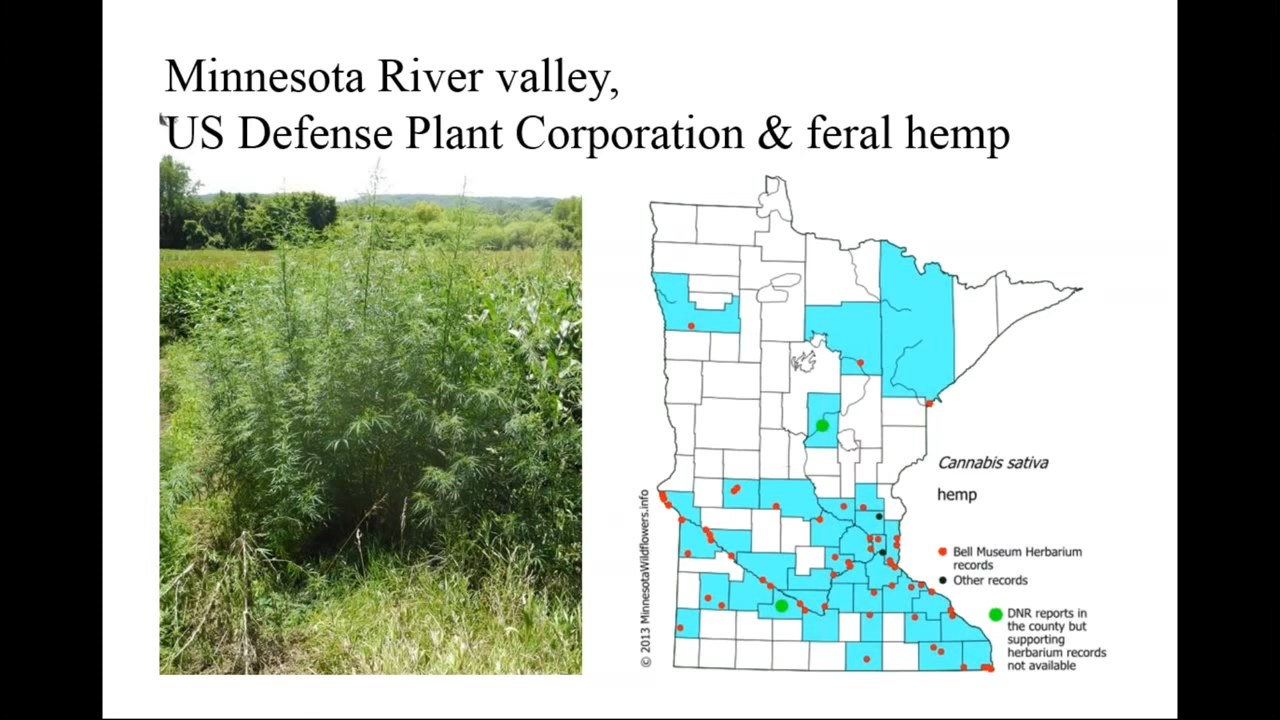 Minnesota River valley,
US Defense Plant Corporation & feral hemp
Cannabis sativa
hemp
Bell Museum Herbarium
records
Other records
DNR reports in
the county but
supporting
herbarium records
not available
© 2013 MinnesotaWildflowers.info